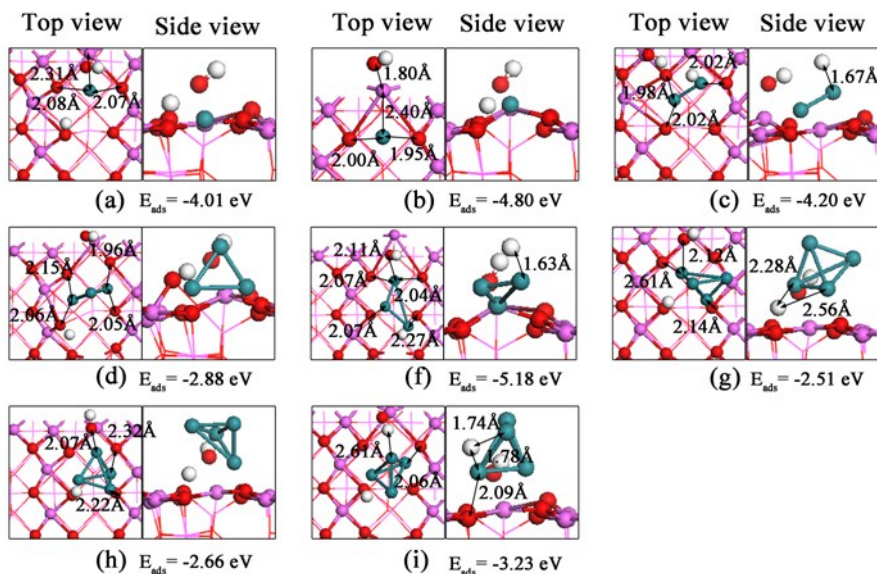 Top view Side view Top view Side view Top view Side view
2.31Å
2.08Å
2.07Å
1.80Å
2.40Å
2.00Å
1.95Å
2.02Å
1.98Å
2.02Å
1.67Å
(a) Eads= -4.01 eV (b) Eads= -4.80 eV (c) Eads= -4.20 eV
1.96Å
2.15Å
2.06Å
2.05Å
2.11Å
2.07Å
2.04Å
2.07Å
2.27Å
1.63Å
2.12Å
2.61Å
2.14Å
2.28Å
2.56Å
(d) Eads= -2.88 eV (f) Eads= -5.18 eV (g) Eads= -2.51 eV
2.07Å
2.32Å
2.22Å
2.61Å
2.06Å
1.74Å
1.78Å
2.09Å
(h) Eads= -2.66 eV (i) Eads= -3.23 eV